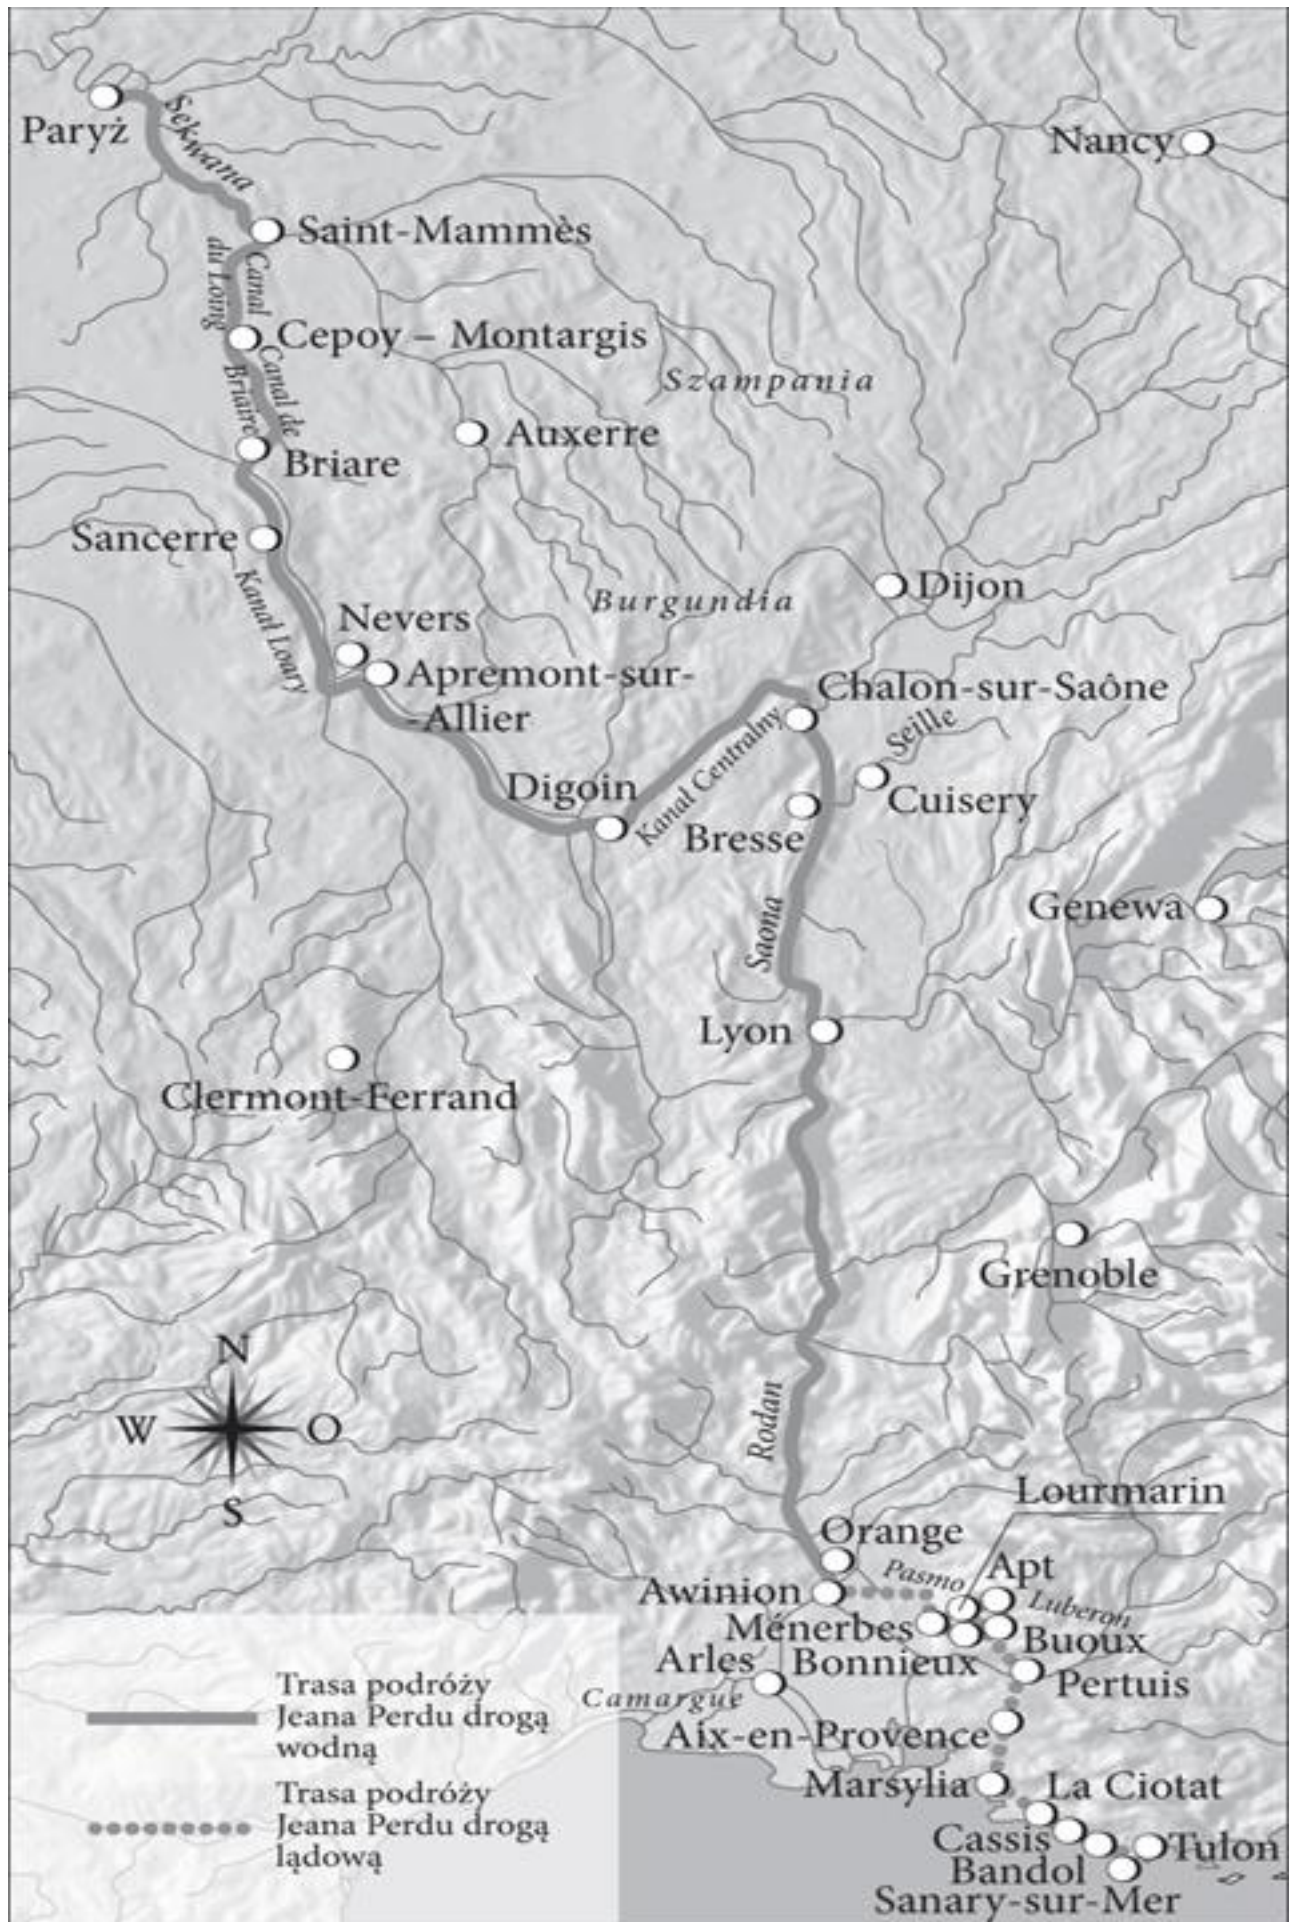 Paryż
Sekwana
Nancy
Saint-Mammès
Canal
du Loing
Cepoy – Montargis
Szampania
Canal de
Briaire
Auxerre
Briare
Sancerre
Kanał Loary
Dijon
Burgundia
Nevers
Apremont-sur-
-Allier
Chalon-sur-Saône
Seille
Kanał Centralny
Digoin
Cuisery
Bresse
Genewa
Saona
Lyon
Clermont-Ferrand
Grenoble
N
W
O
S
Rodan
Lourmarin
Orange
Pasmo
Luberon
Apt
Awinion
Ménerbes
Buoux
Arles
Bonnieux
Pertuis
Camargue
Aix-en-Provence
Marsylia
La Ciotat
Cassis
Tulon
Bandol
Sanary-sur-Mer
Trasa podróży
Jeana Perdu drogą
wodną
Trasa podróży
Jeana Perdu drogą
lądową